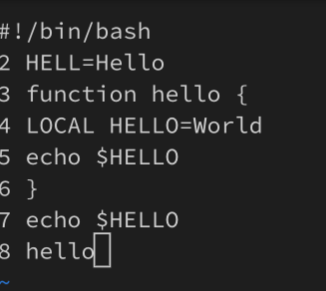 #!/bin/bash
2 HELL=Hello
3 function hello {
4 LOCAL HELLO=World
5 echo $HELLO
6 }
7 echo $HELLO
8 hello
~